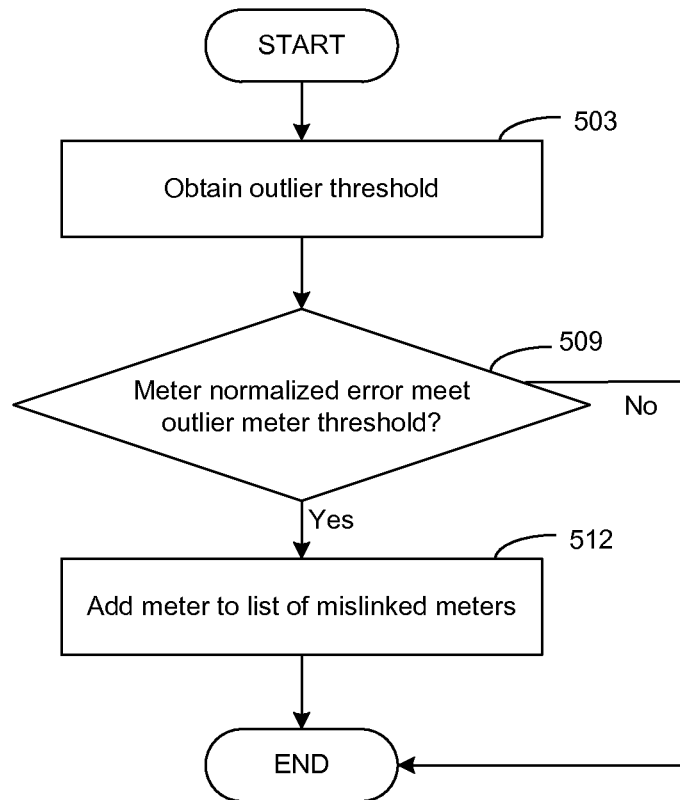 START
503
Obtain outlier threshold
509
Meter normalized error meet
outlier meter threshold?
No
Yes
512
Add meter to list of mislinked meters
END